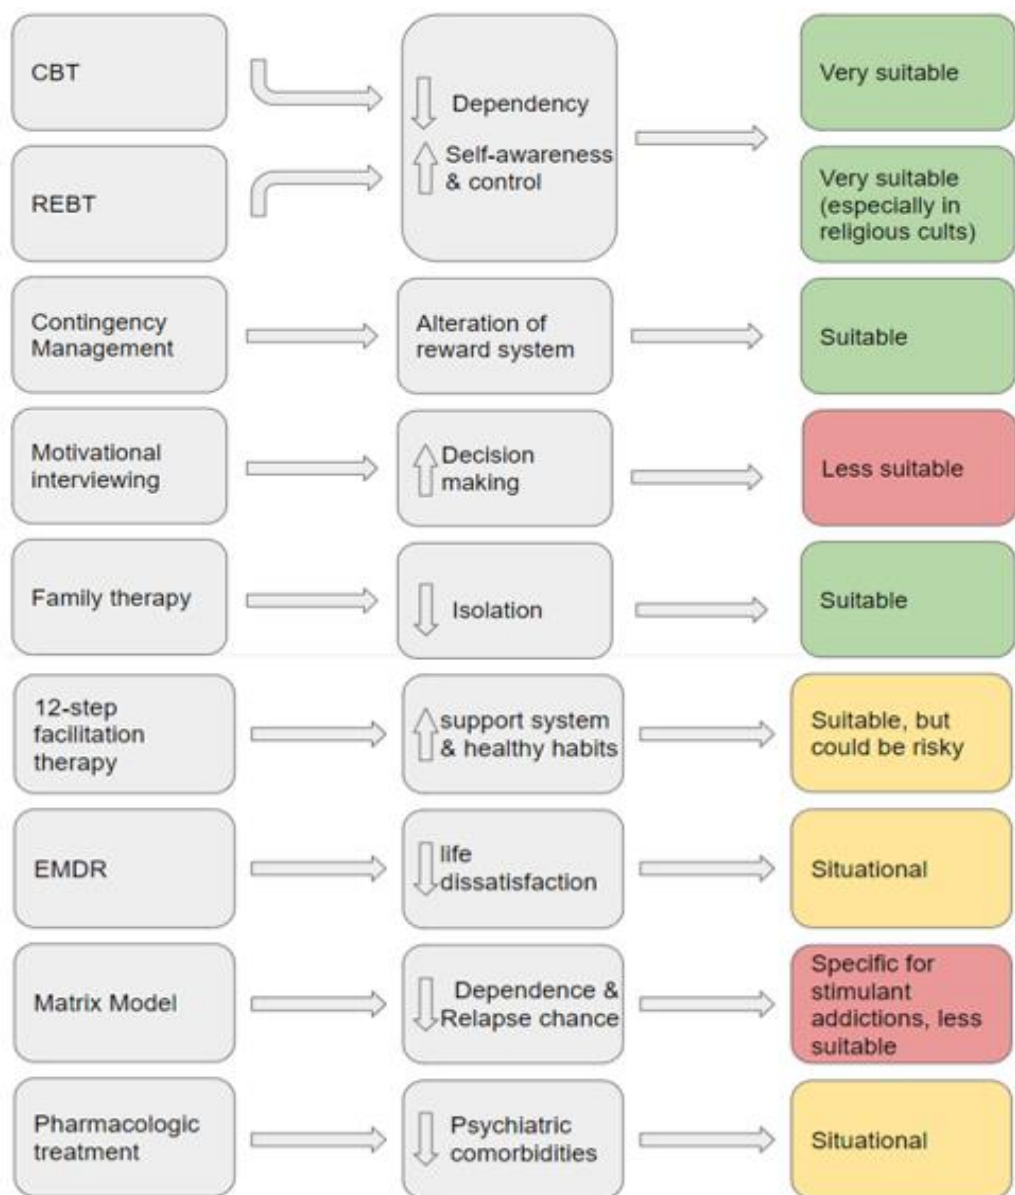 CBT
Dependency
Self-awareness
& control
Very suitable
REBT
Very suitable
(especially in
religious cults)
Contingency
Management
Alteration of
reward system
Suitable
Motivational
interviewing
Decision
making
Less suitable
Family therapy
Isolation
Suitable
12-step
facilitation
therapy
support system
& healthy habits
Suitable, but
could be risky
EMDR
life
dissatisfaction
Situational
Matrix Model
Dependence &
Relapse chance
Specific for
stimulant
addictions, less
suitable
Pharmacologic
treatment
Psychiatric
comorbidities
Situational